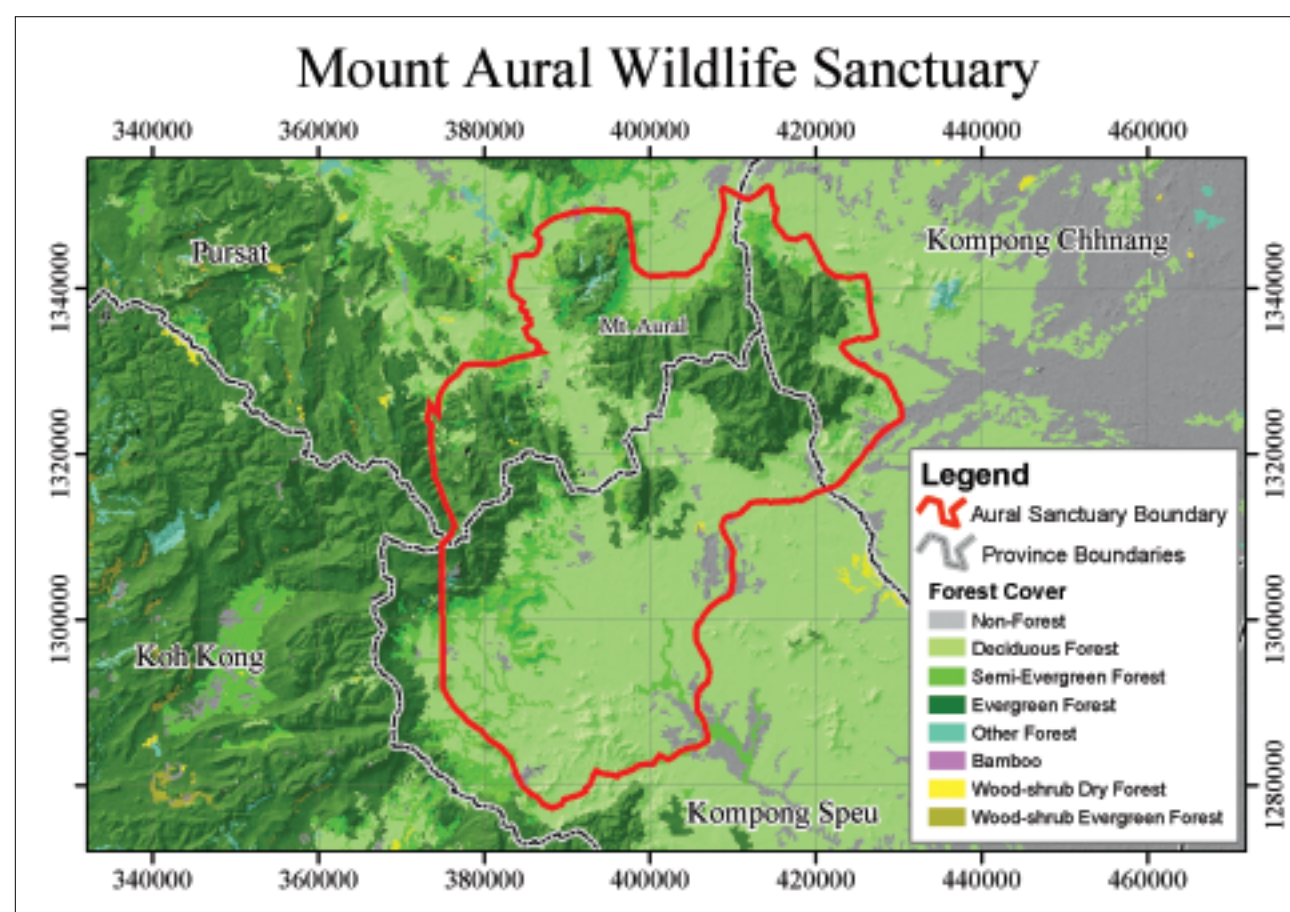 Mount Aural Wildlife Sanctuary
340000 360000 380000 400000 420000 440000 460000
Pursat
Kompong Chhnang
1340000
1340000
Mt. Aural
1320000
1320000
Legend
Aural Sanctuary Boundary
Province Boundaries
Forest Cover
Non-Forest
Deciduous Forest
Semi-Evergreen Forest
Evergreen Forest
Other Forest
Bamboo
Wood-shrub Dry Forest
Wood-shrub Evergreen Forest
1300000
1300000
Koh Kong
1280000
1280000
Kompong Speu
340000 360000 380000 400000 420000 440000 460000